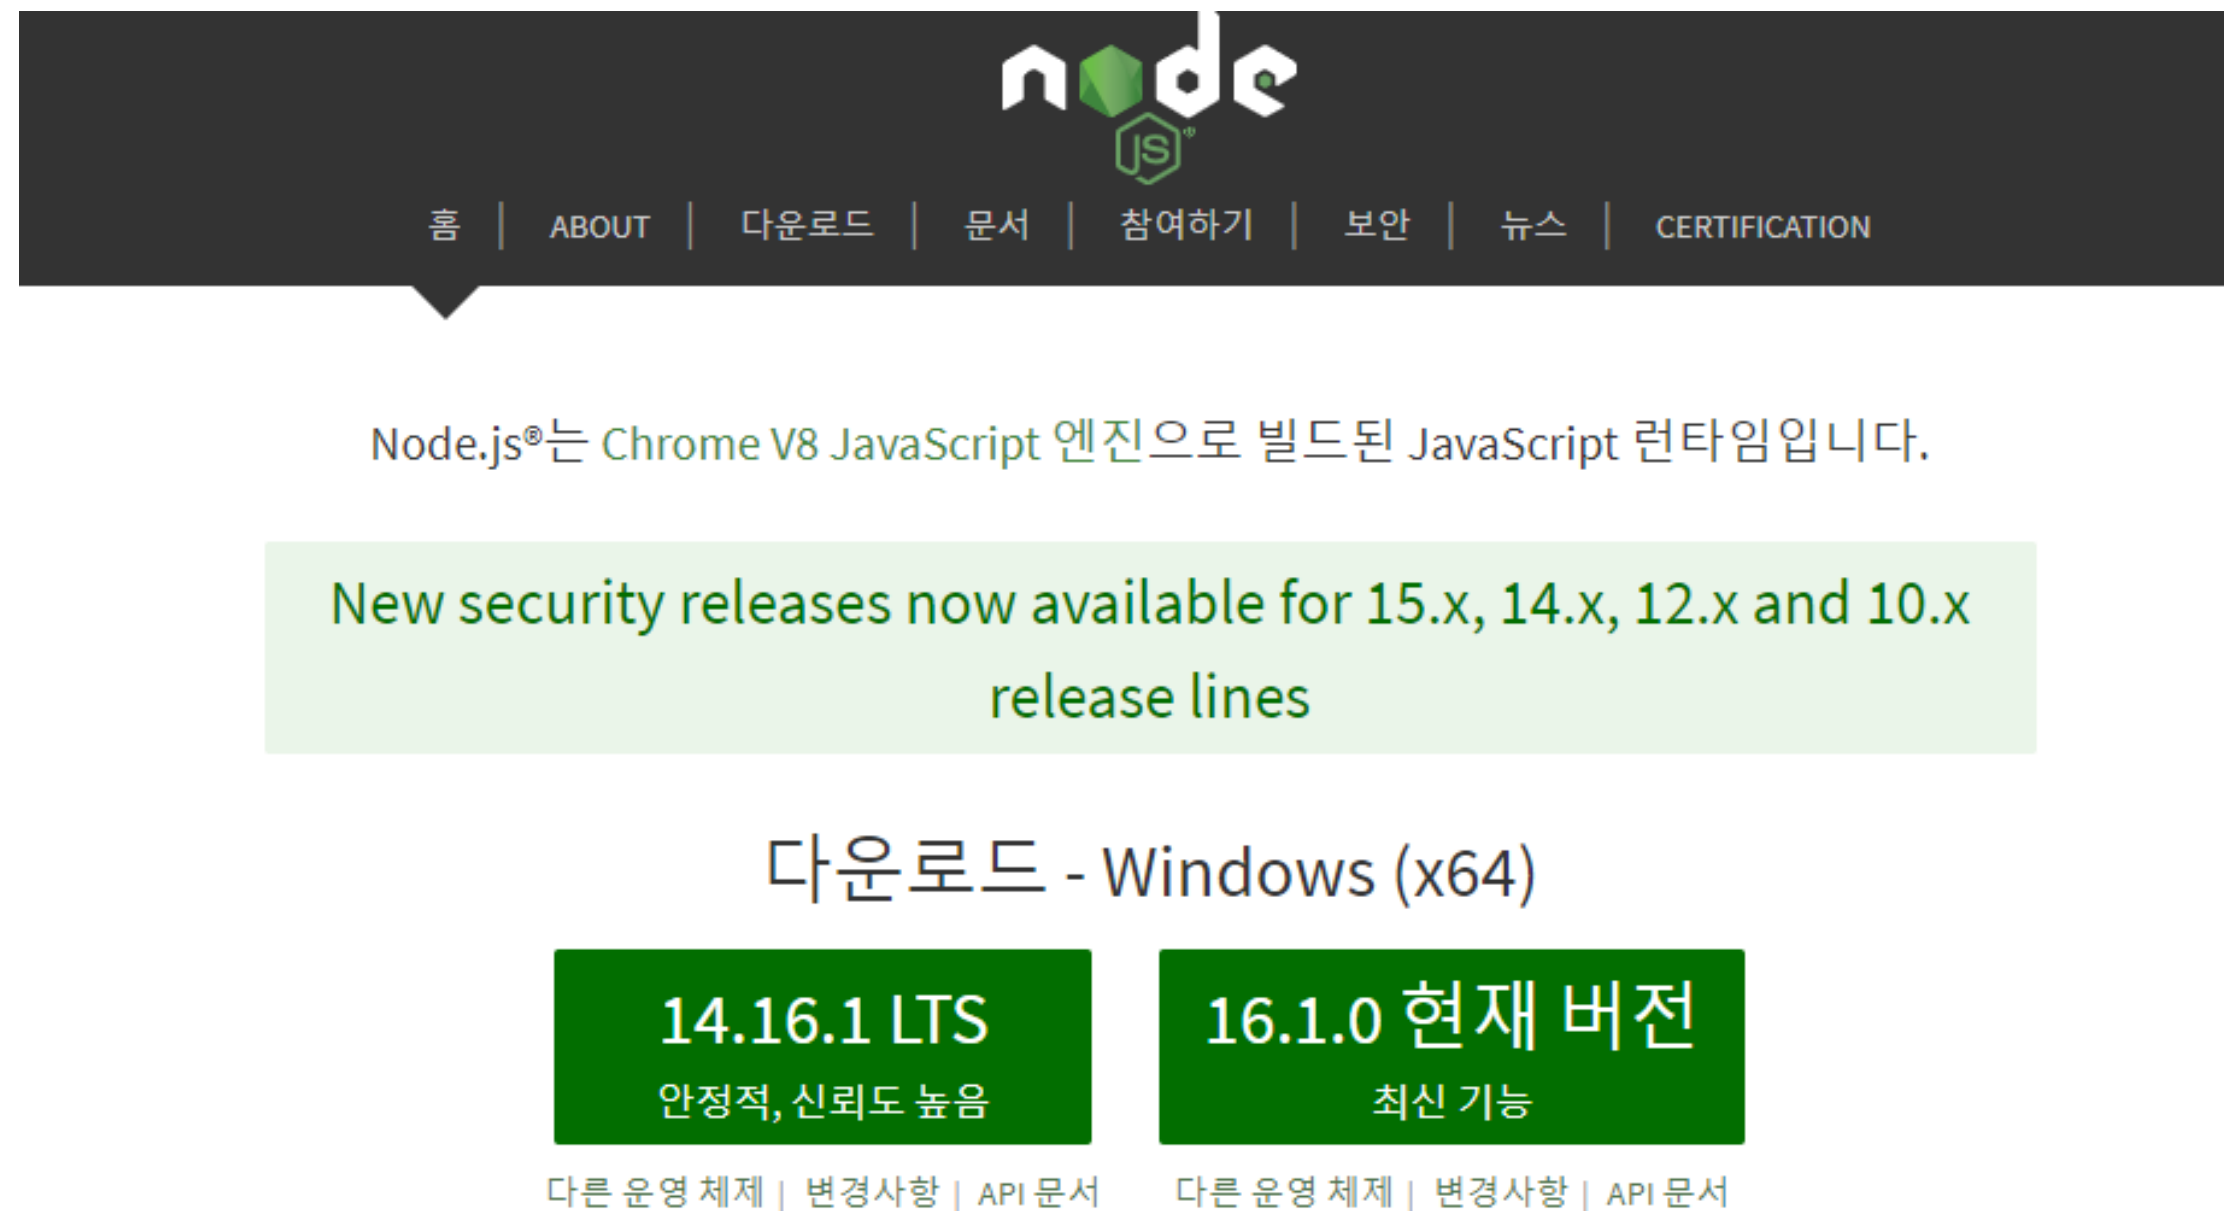 node
JS
홈 | ABOUT | 다운로드 | 문서 | 참여하기 | 보안 | 뉴스 | CERTIFICATION
Node.js®는 Chrome V8 JavaScript 엔진으로 빌드된 JavaScript 런타임입니다.
New security releases now available for 15.x, 14.x, 12.x and 10.x
release lines
다운로드 - Windows (x64)
14.16.1 LTS
안정적, 신뢰도 높음
16.1.0 현재 버전
최신 기능
다른 운영 체제 | 변경사항 | API 문서
다른 운영 체제 | 변경사항 | API 문서